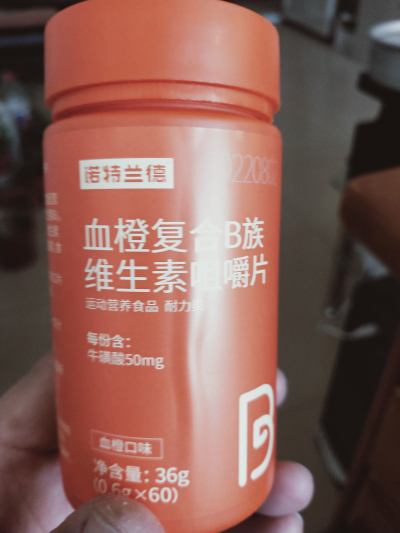 诺特兰德
血橙复合B族
维生素咀嚼片
运动营养食品 耐力类
每份含:
牛磺酸50mg
血橙口味
净含量: 36g
(0.6g×60)
B